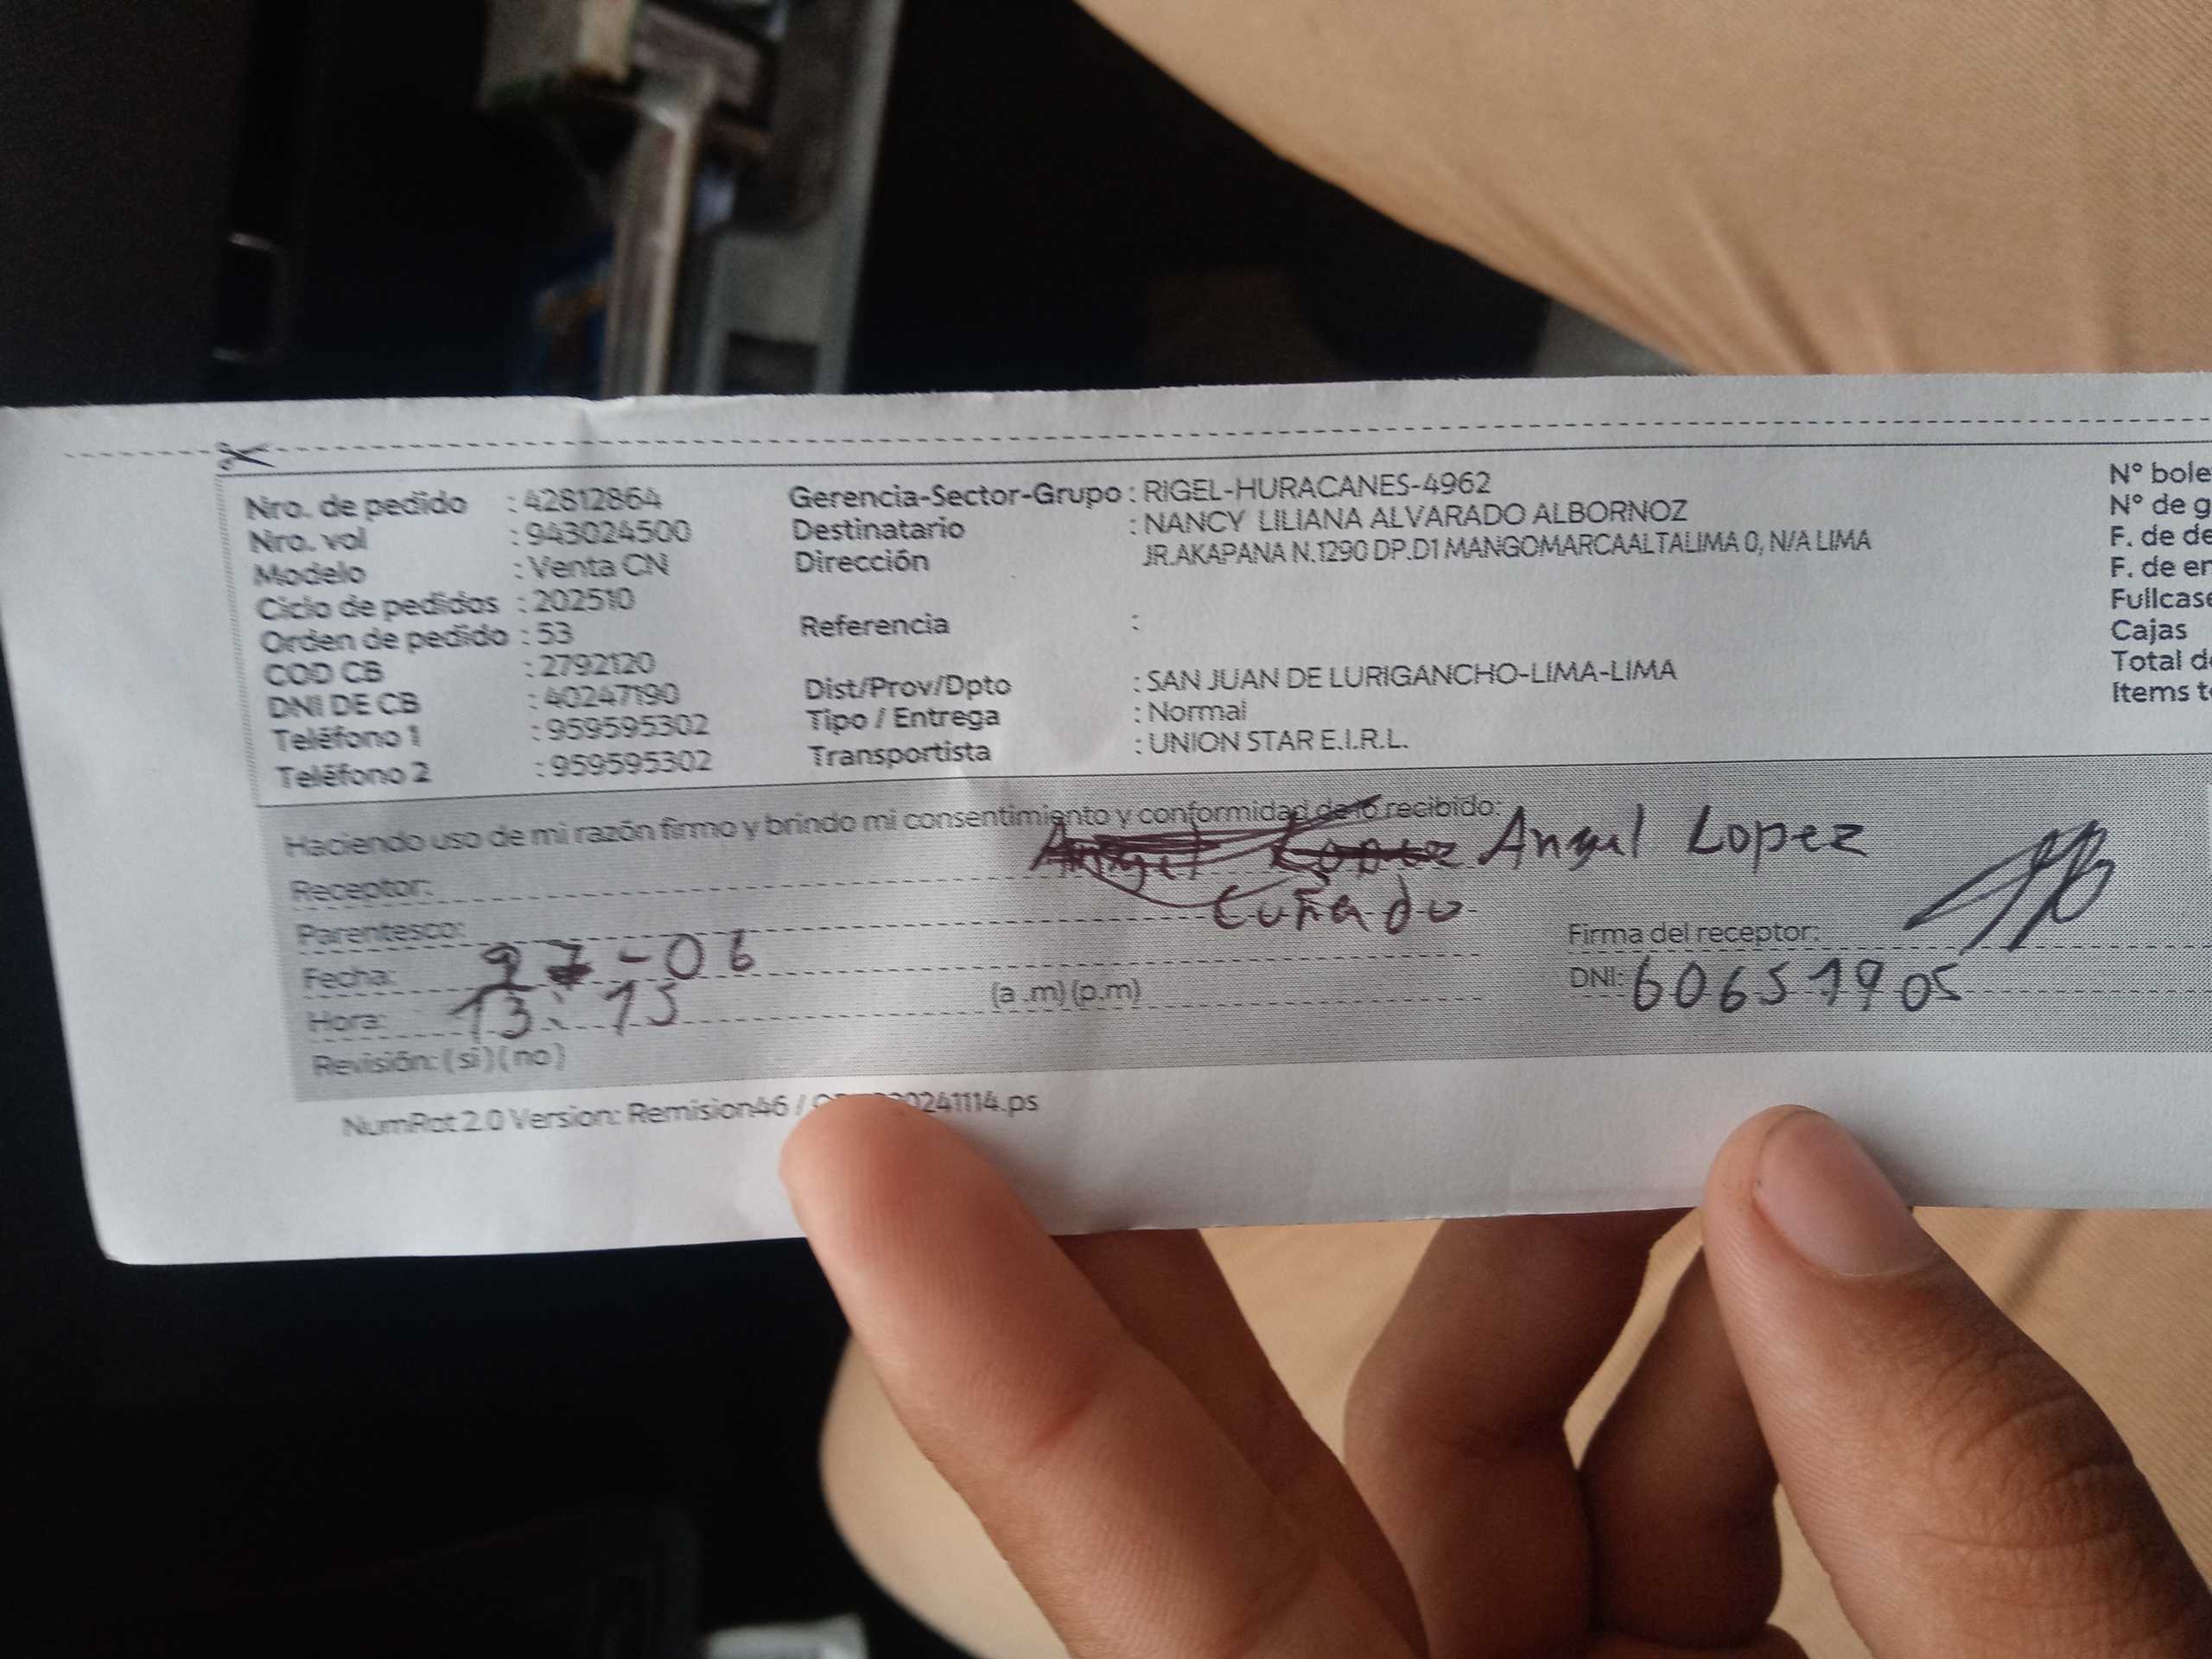 Nro. de pedido : 42812864
Nro. vol : 943024500
Modelo : Venta CN
Ciclo de pedidos : 202510
Orden de pedido : 53
COD CB : 2792120
DNI DE CB : 40247190
Teléfono 1 : 959595302
Teléfono 2 : 959595302
Gerencia-Sector-Grupo : RIGEL-HURACANES-4962
Destinatario : NANCY LILIANA ALVARADO ALBORNOZ
Dirección JR.AKAPANA N.1290 DP.D1 MANGOMARCAALTALIMA 0, N/A LIMA
Referencia :
Dist/Prov/Dpto : SAN JUAN DE LURIGANCHO-LIMA-LIMA
Tipo / Entrega : Normal
Transportista : UNION STAR E.I.R.L.
N° bole
N° de g
F. de de
F. de en
Fullcase
Cajas
Total de
Items to
Haciendo uso de mi razón firmo y brindo mi consentimiento y conformidad de lo recibido:
Receptor: Angel Lopez Angel Lopez
Parentesco: Cuñado
Fecha: 27-06
Hora: 13:15 (a .m) (p.m)
Revisión: (si) (no)
Firma del receptor:
DNI: 60651905
NumRot 2.0 Version: Remision46 / 0241114.ps